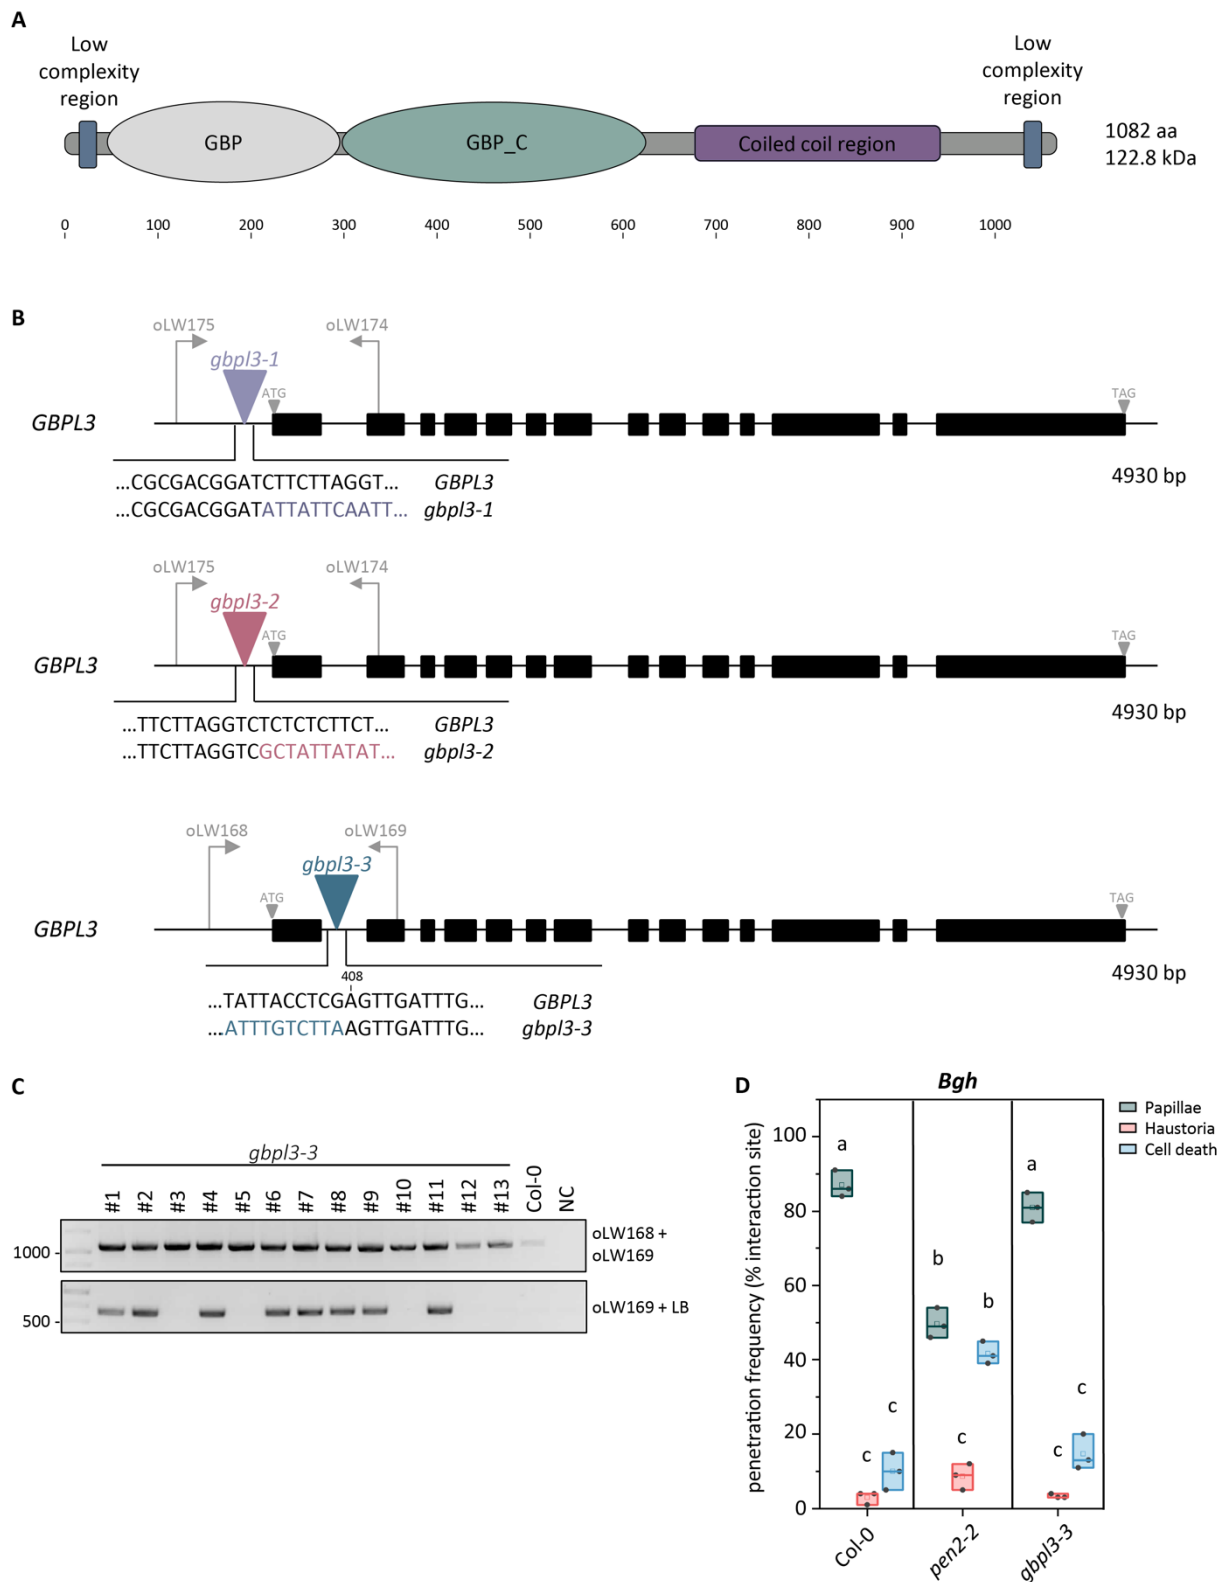 A
Low
complexity
region
Low
complexity
region
GBP
GBP_C
Coiled coil region
1082 aa
122.8 kDa
0 100 200 300 400 500 600 700 800 900 1000
B
oLW175 oLW174
gbpl3-1
ATG TAG
GBPL3
...CGCGACGGATCTTCTTAGGT... GBPL3
4930 bp
...CGCGACGGATATTATTCAATT... gbpl3-1
oLW175 oLW174
gbpl3-2
ATG TAG
GBPL3
4930 bp
...TTCTTAGGTCTCTCTCTTCT... GBPL3
...TTCTTAGGTCGCTATTATAT... gbpl3-2
oLW168 oLW169
gbpl3-3
ATG TAG
GBPL3
4930 bp
408
...TATTACCTCGAGTTGATTTG... GBPL3
...ATTTGTCTTAAGTTGATTTG... gbpl3-3
C
gbpl3-3
#1 #2 #3 #4 #5 #6 #7 #8 #9 #10 #11 #12 #13 Col-0 NC
1000 -
oLW168 +
oLW169
500 -
oLW169 + LB
D
Bgh
Papillae
Haustoria
Cell death
penetration frequency (% interaction site)
100
80
60
40
20
0
a
c
c
b
c
b
a
c
c
Col-0
pen2-2
gbpl3-3